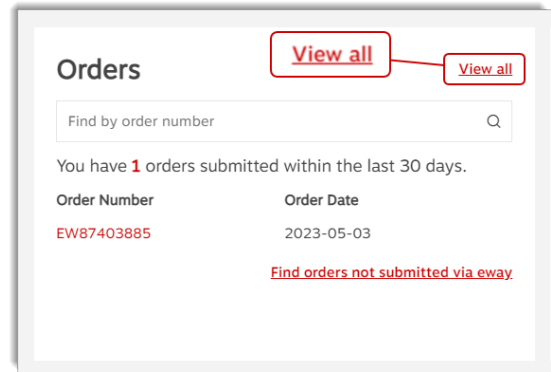 View all
Orders
View all
Find by order number
You have 1 orders submitted within the last 30 days.
Order Number Order Date
EW87403885 2023-05-03
Find orders not submitted via eway